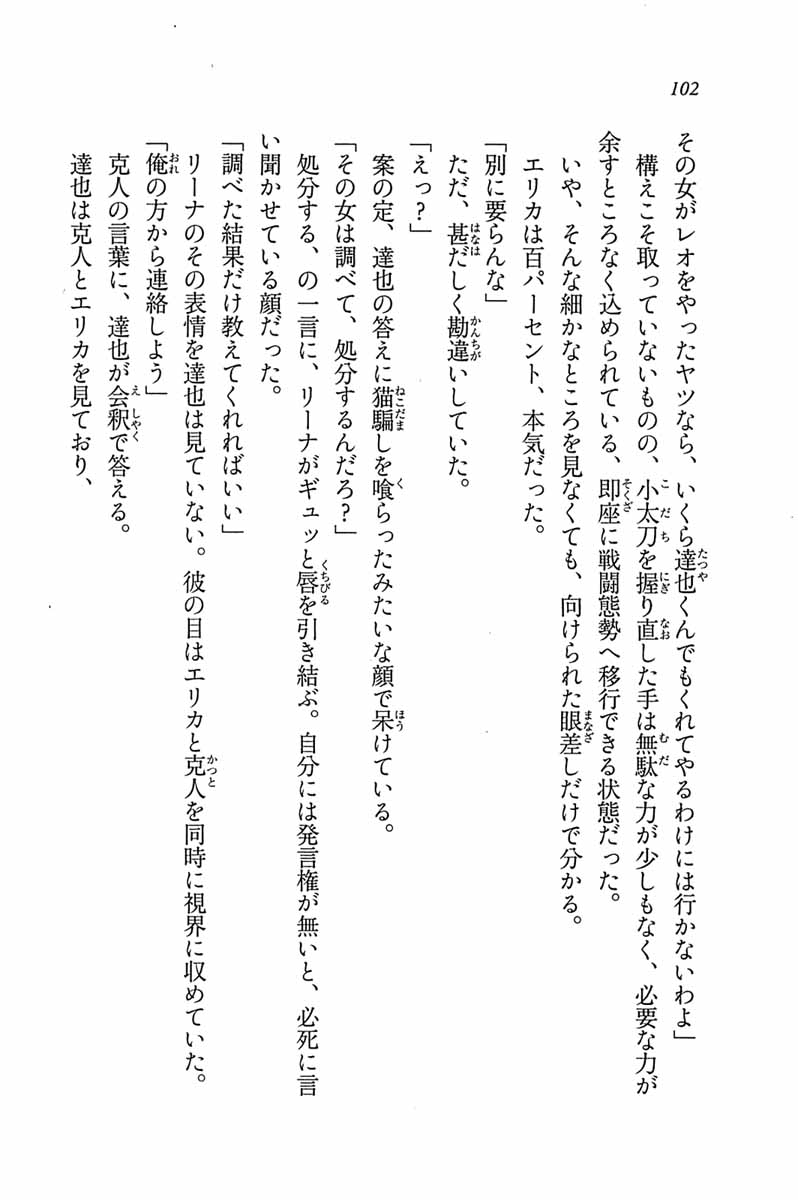 102
その女がレオをやったヤツなら、いくら達也くんでもくれてやるわけには行かないわよ」
構えこそ取っていないものの、小太刀を握り直した手は無駄な力が少しもなく、必要な力が
余すところなく込められている、即座に戦闘態勢へ移行できる状態だった。
いや、そんな細かなところを見なくても、向けられた眼差しだけで分かる。
エリカは百パーセント、本気だった。
「別に要らんな」
ただ、甚だしく勘違いしていた。
「えっ?」
案の定、達也の答えに猫騙しを喰らったみたいな顔で呆けている。
「その女は調べて、処分するんだろ?」
処分する、の一言に、リーナがギュッと唇を引き結ぶ。自分には発言権が無いと、必死に言
い聞かせている顔だった。
「調べた結果だけ教えてくれればいい」
リーナのその表情を達也は見ていない。彼の目はエリカと克人を同時に視界に収めていた。
「俺の方から連絡しよう」
克人の言葉に、達也が会釈で答える。
達也は克人とエリカを見ており、